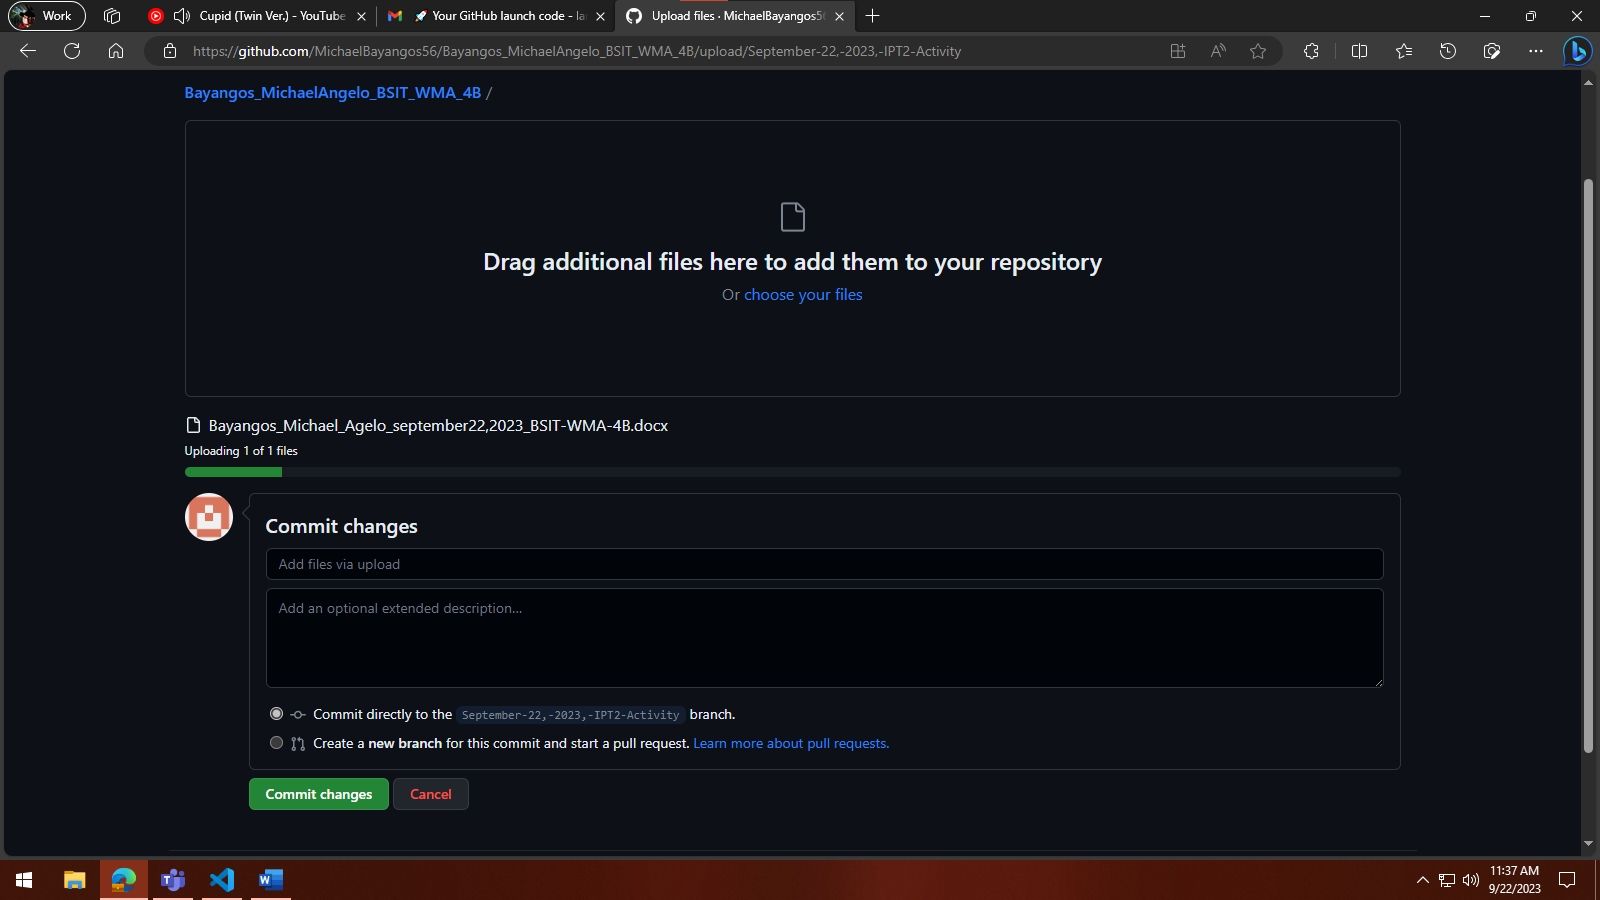 Work
Cupid (Twin Ver.) - YouTube
🚀 Your GitHub launch code - la
Upload files · MichaelBayangos5
https://github.com/MichaelBayangos56/Bayangos_MichaelAngelo_BSIT_WMA_4B/upload/September-22,-2023,-IPT2-Activity
Bayangos_MichaelAngelo_BSIT_WMA_4B /
Drag additional files here to add them to your repository
Or choose your files
Bayangos_Michael_Agelo_september22,2023_BSIT-WMA-4B.docx
Uploading 1 of 1 files
Commit changes
Add files via upload
Add an optional extended description...
Commit directly to the September-22,-2023,-IPT2-Activity branch.
Create a new branch for this commit and start a pull request. Learn more about pull requests.
Commit changes
Cancel
11:37 AM
9/22/2023